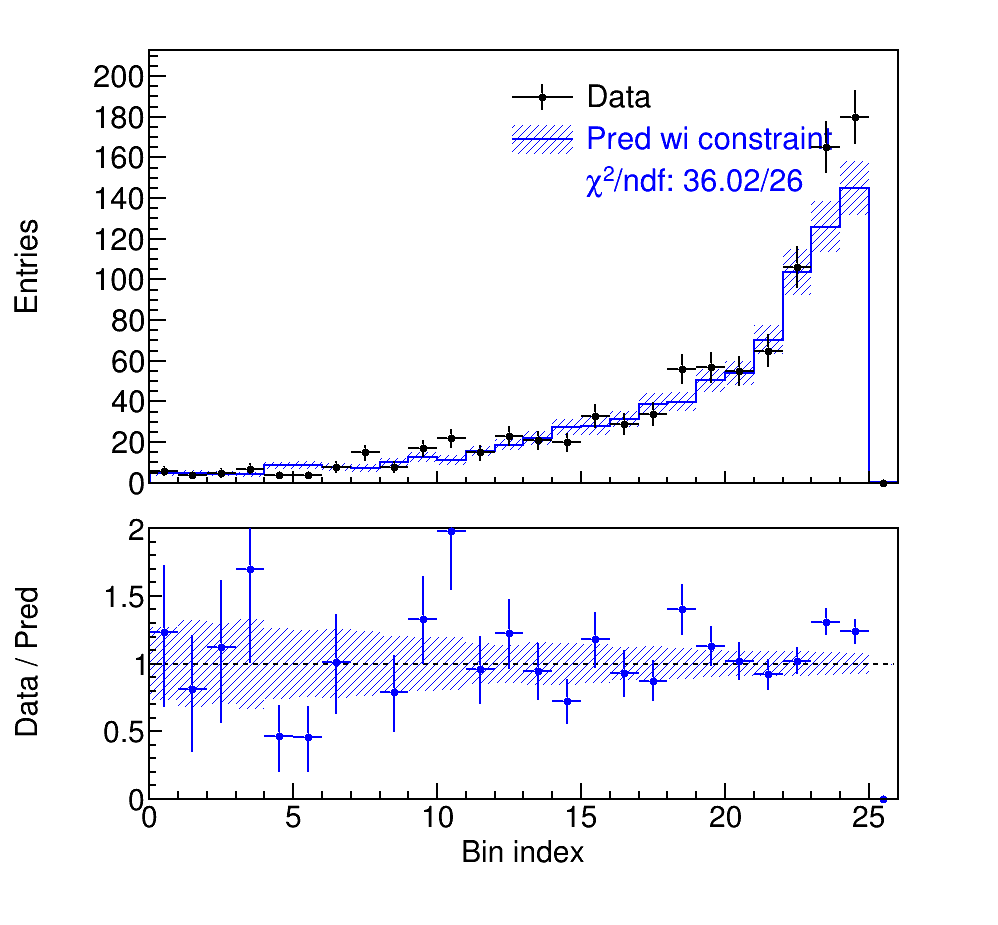 Entries
200
180
160
140
120
100
80
60
40
20
0
Data
Pred wi constraint
χ²/ndf: 36.02/26
Data / Pred
2
1.5
1
0.5
0
0 5 10 15 20 25
Bin index